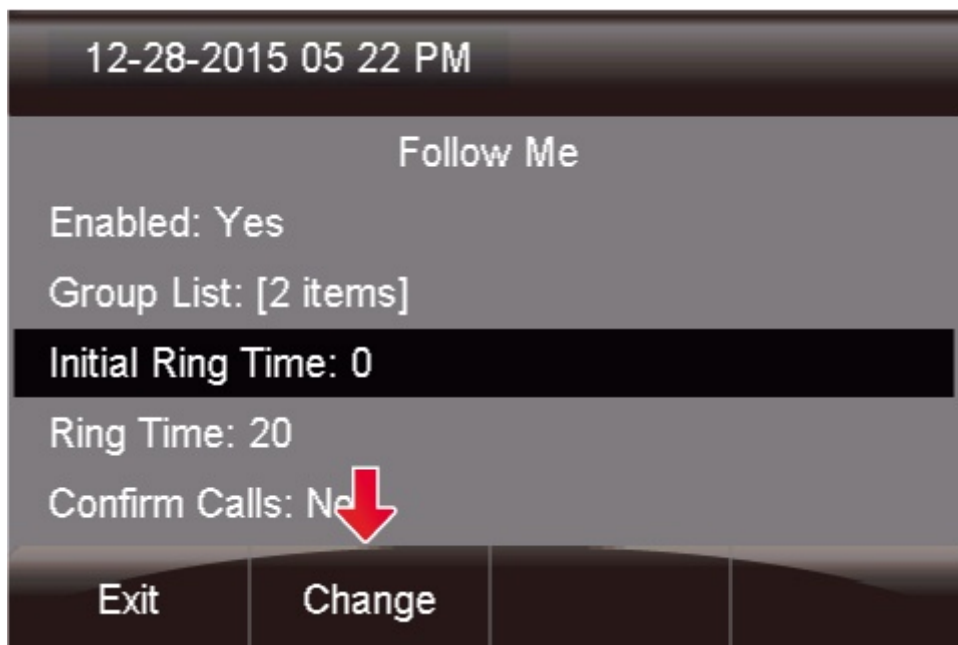 12-28-2015 05 22 PM
Follow Me
Enabled: Yes
Group List: [2 items]
Initial Ring Time: 0
Ring Time: 20
Confirm Calls:
Exit Change